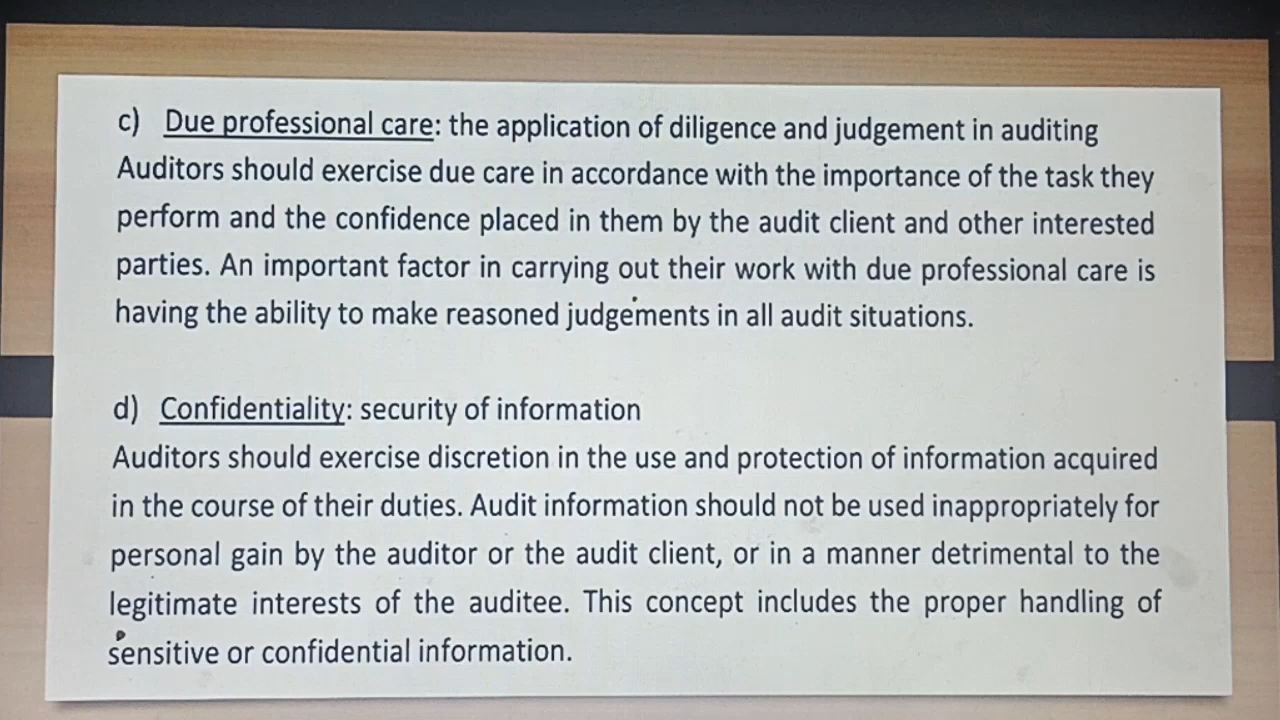 c) Due professional care: the application of diligence and judgement in auditing
Auditors should exercise due care in accordance with the importance of the task they
perform and the confidence placed in them by the audit client and other interested
parties. An important factor in carrying out their work with due professional care is
having the ability to make reasoned judgements in all audit situations.
d) Confidentiality: security of information
Auditors should exercise discretion in the use and protection of information acquired
in the course of their duties. Audit information should not be used inappropriately for
personal gain by the auditor or the audit client, or in a manner detrimental to the
legitimate interests of the auditee. This concept includes the proper handling of
sensitive or confidential information.